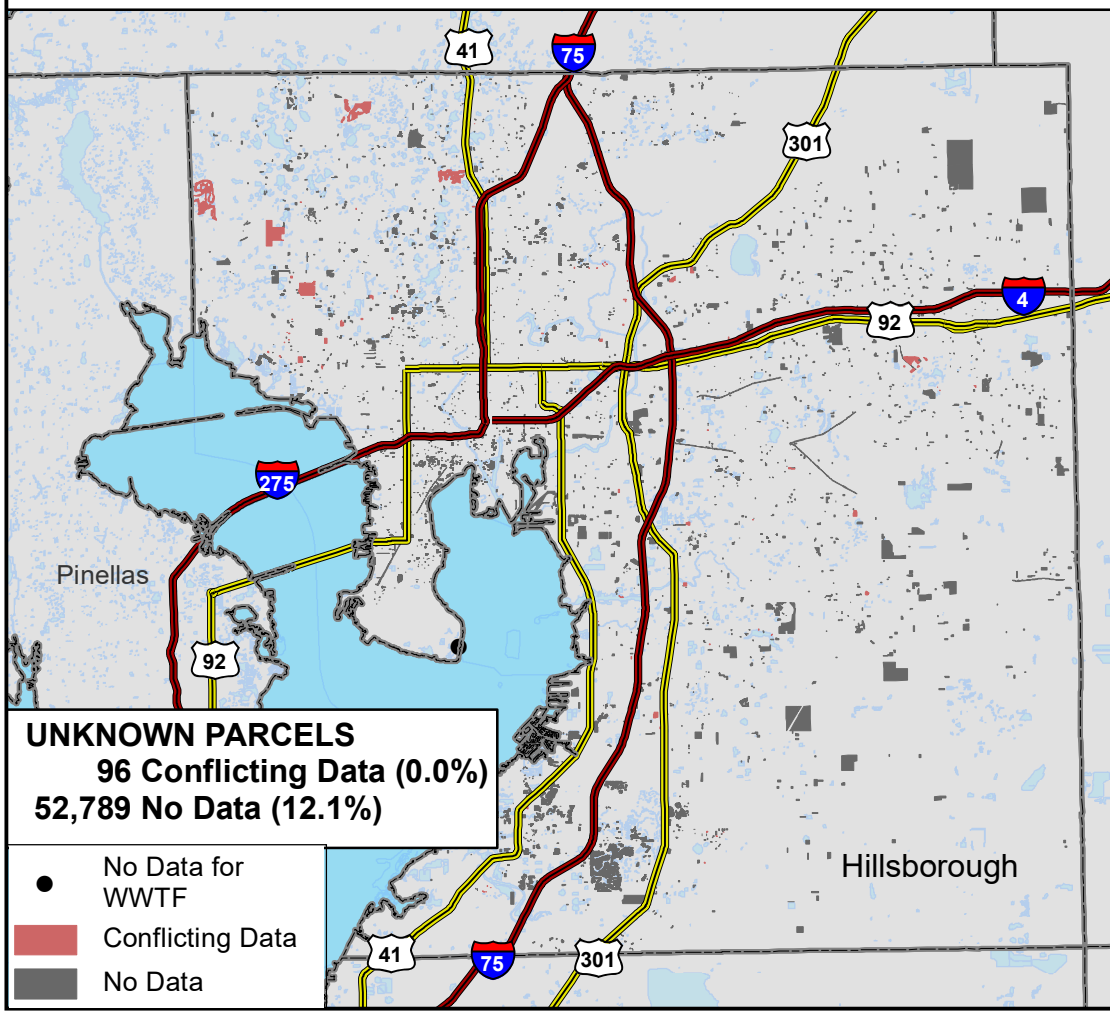 41
75
301
4
92
275
Pinellas
92
UNKNOWN PARCELS
96 Conflicting Data (0.0%)
52,789 No Data (12.1%)
No Data for
WWTF
Conflicting Data
No Data
Hillsborough
41
75
301